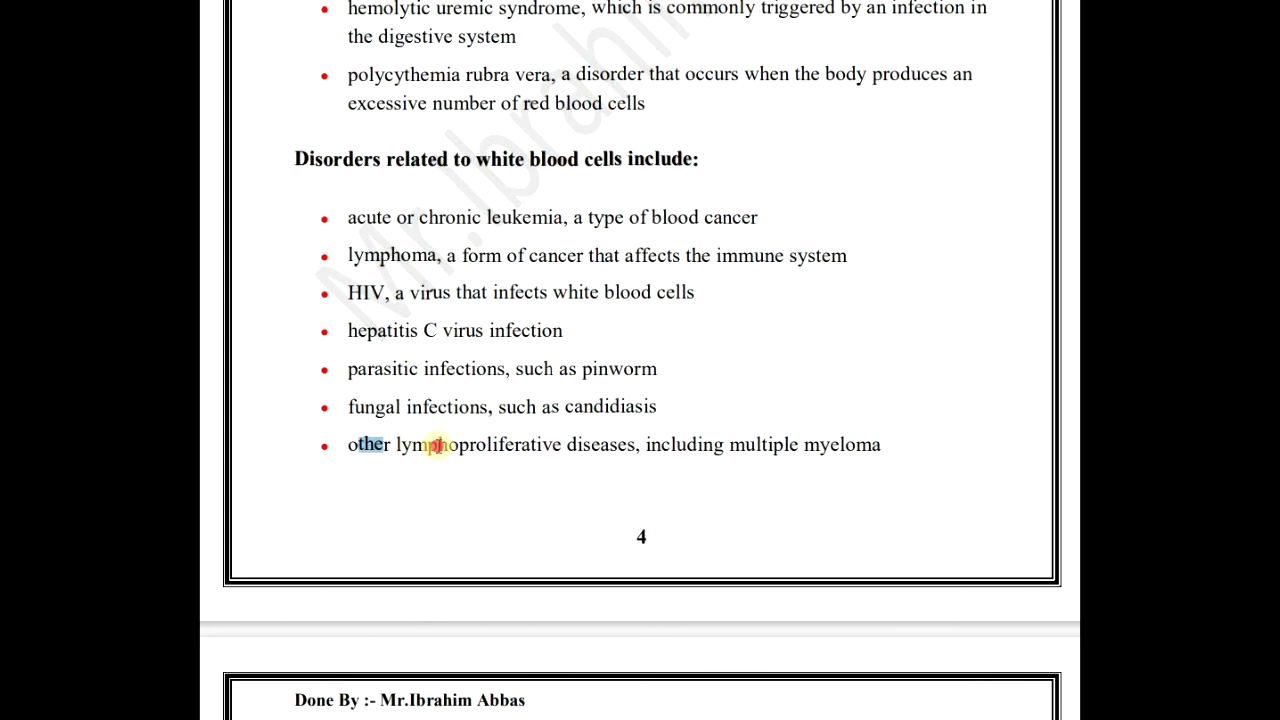 hemolytic uremic syndrome, which is commonly triggered by an infection in
the digestive system
polycythemia rubra vera, a disorder that occurs when the body produces an
excessive number of red blood cells
Disorders related to white blood cells include:
acute or chronic leukemia, a type of blood cancer
lymphoma, a form of cancer that affects the immune system
HIV, a virus that infects white blood cells
hepatitis C virus infection
parasitic infections, such as pinworm
fungal infections, such as candidiasis
other lymphoproliferative diseases, including multiple myeloma
Mr.Ibrahim
4
Done By :- Mr.Ibrahim Abbas